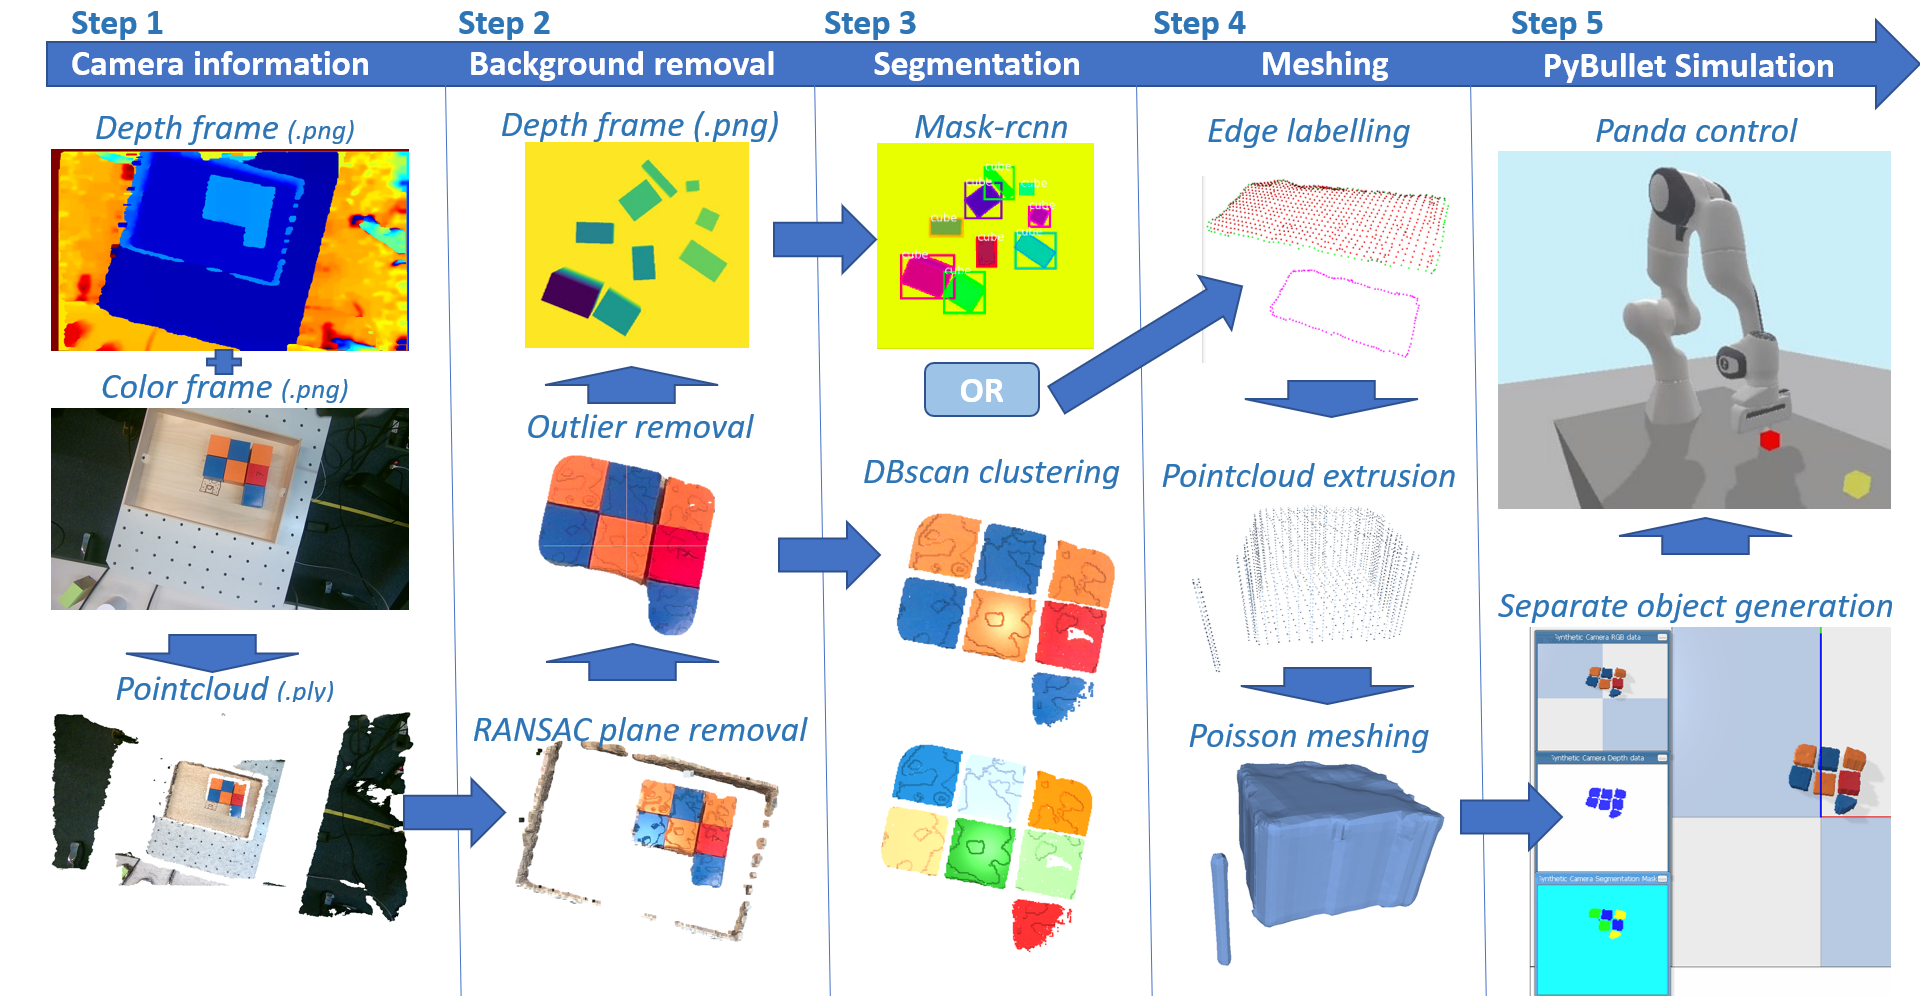 Step 1
Step 2
Step 3
Step 4
Step 5
Camera information
Background removal
Segmentation
Meshing
PyBullet Simulation
Depth frame (.png)
Color frame (.png)
Pointcloud (.ply)
Depth frame (.png)
Outlier removal
RANSAC plane removal
Mask-rcnn
cube
cube
cube
cube
cube
cube
cube
cube
cube
OR
DBscan clustering
Edge labelling
Pointcloud extrusion
Poisson meshing
Panda control
Separate object generation
Synthetic Camera RGB data
Synthetic Camera Depth data
Synthetic Camera Segmentation Mask